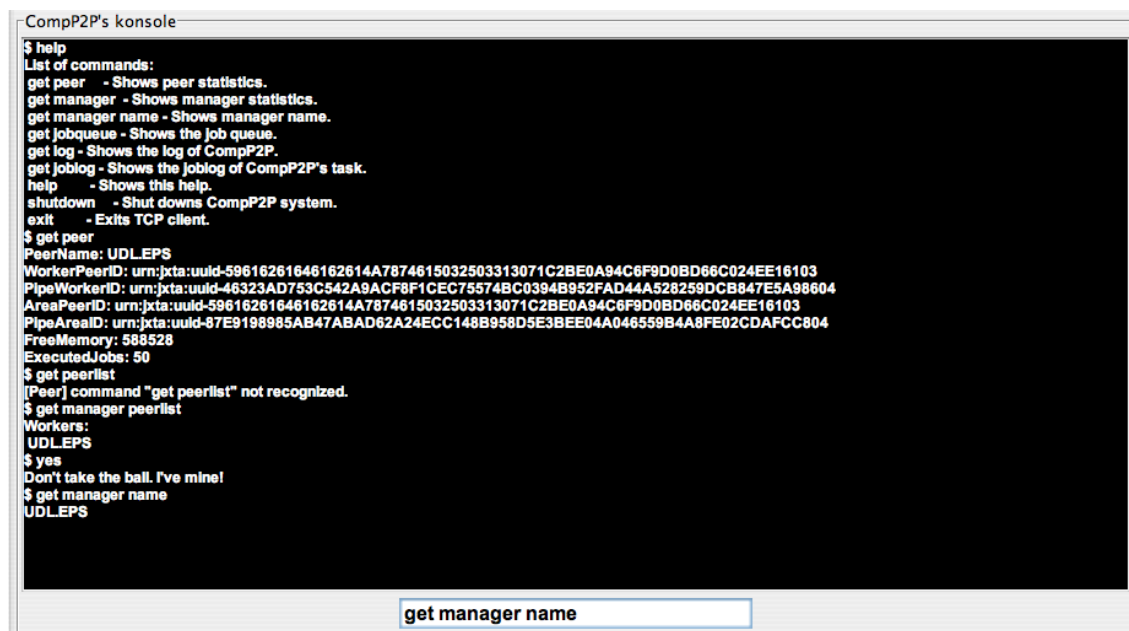 CompP2P's konsole
$ help
List of commands:
get peer - Shows peer statistics.
get manager - Shows manager statistics.
get manager name - Shows manager name.
get jobqueue - Shows the job queue.
get log - Shows the log of CompP2P.
get joblog - Shows the joblog of CompP2P's task.
help - Shows this help.
shutdown - Shut downs CompP2P system.
exit - Exits TCP client.
$ get peer
PeerName: UDL.EPS
WorkerPeerID: urn:jxta:uuid-59616261646162614A7874615032503313071C2BE0A94C6F9D0BD66C024EE16103
PipeWorkerID: urn:jxta:uuid-46323AD753C542A9ACF8F1CEC75574BC0394B952FAD44A528259DCB847E5A98604
AreaPeerID: urn:jxta:uuid-59616261646162614A7874615032503313071C2BE0A94C6F9D0BD66C024EE16103
PipeAreaID: urn:jxta:uuid-87E9198985AB47ABAD62A24ECC148B958D5E3BEE04A046559B4A8FE02CDAFCC804
FreeMemory: 588528
ExecutedJobs: 50
$ get peerlist
[Peer] command "get peerlist" not recognized.
$ get manager peerlist
Workers:
UDL.EPS
$ yes
Don't take the ball. I've mine!
$ get manager name
UDL.EPS
get manager name